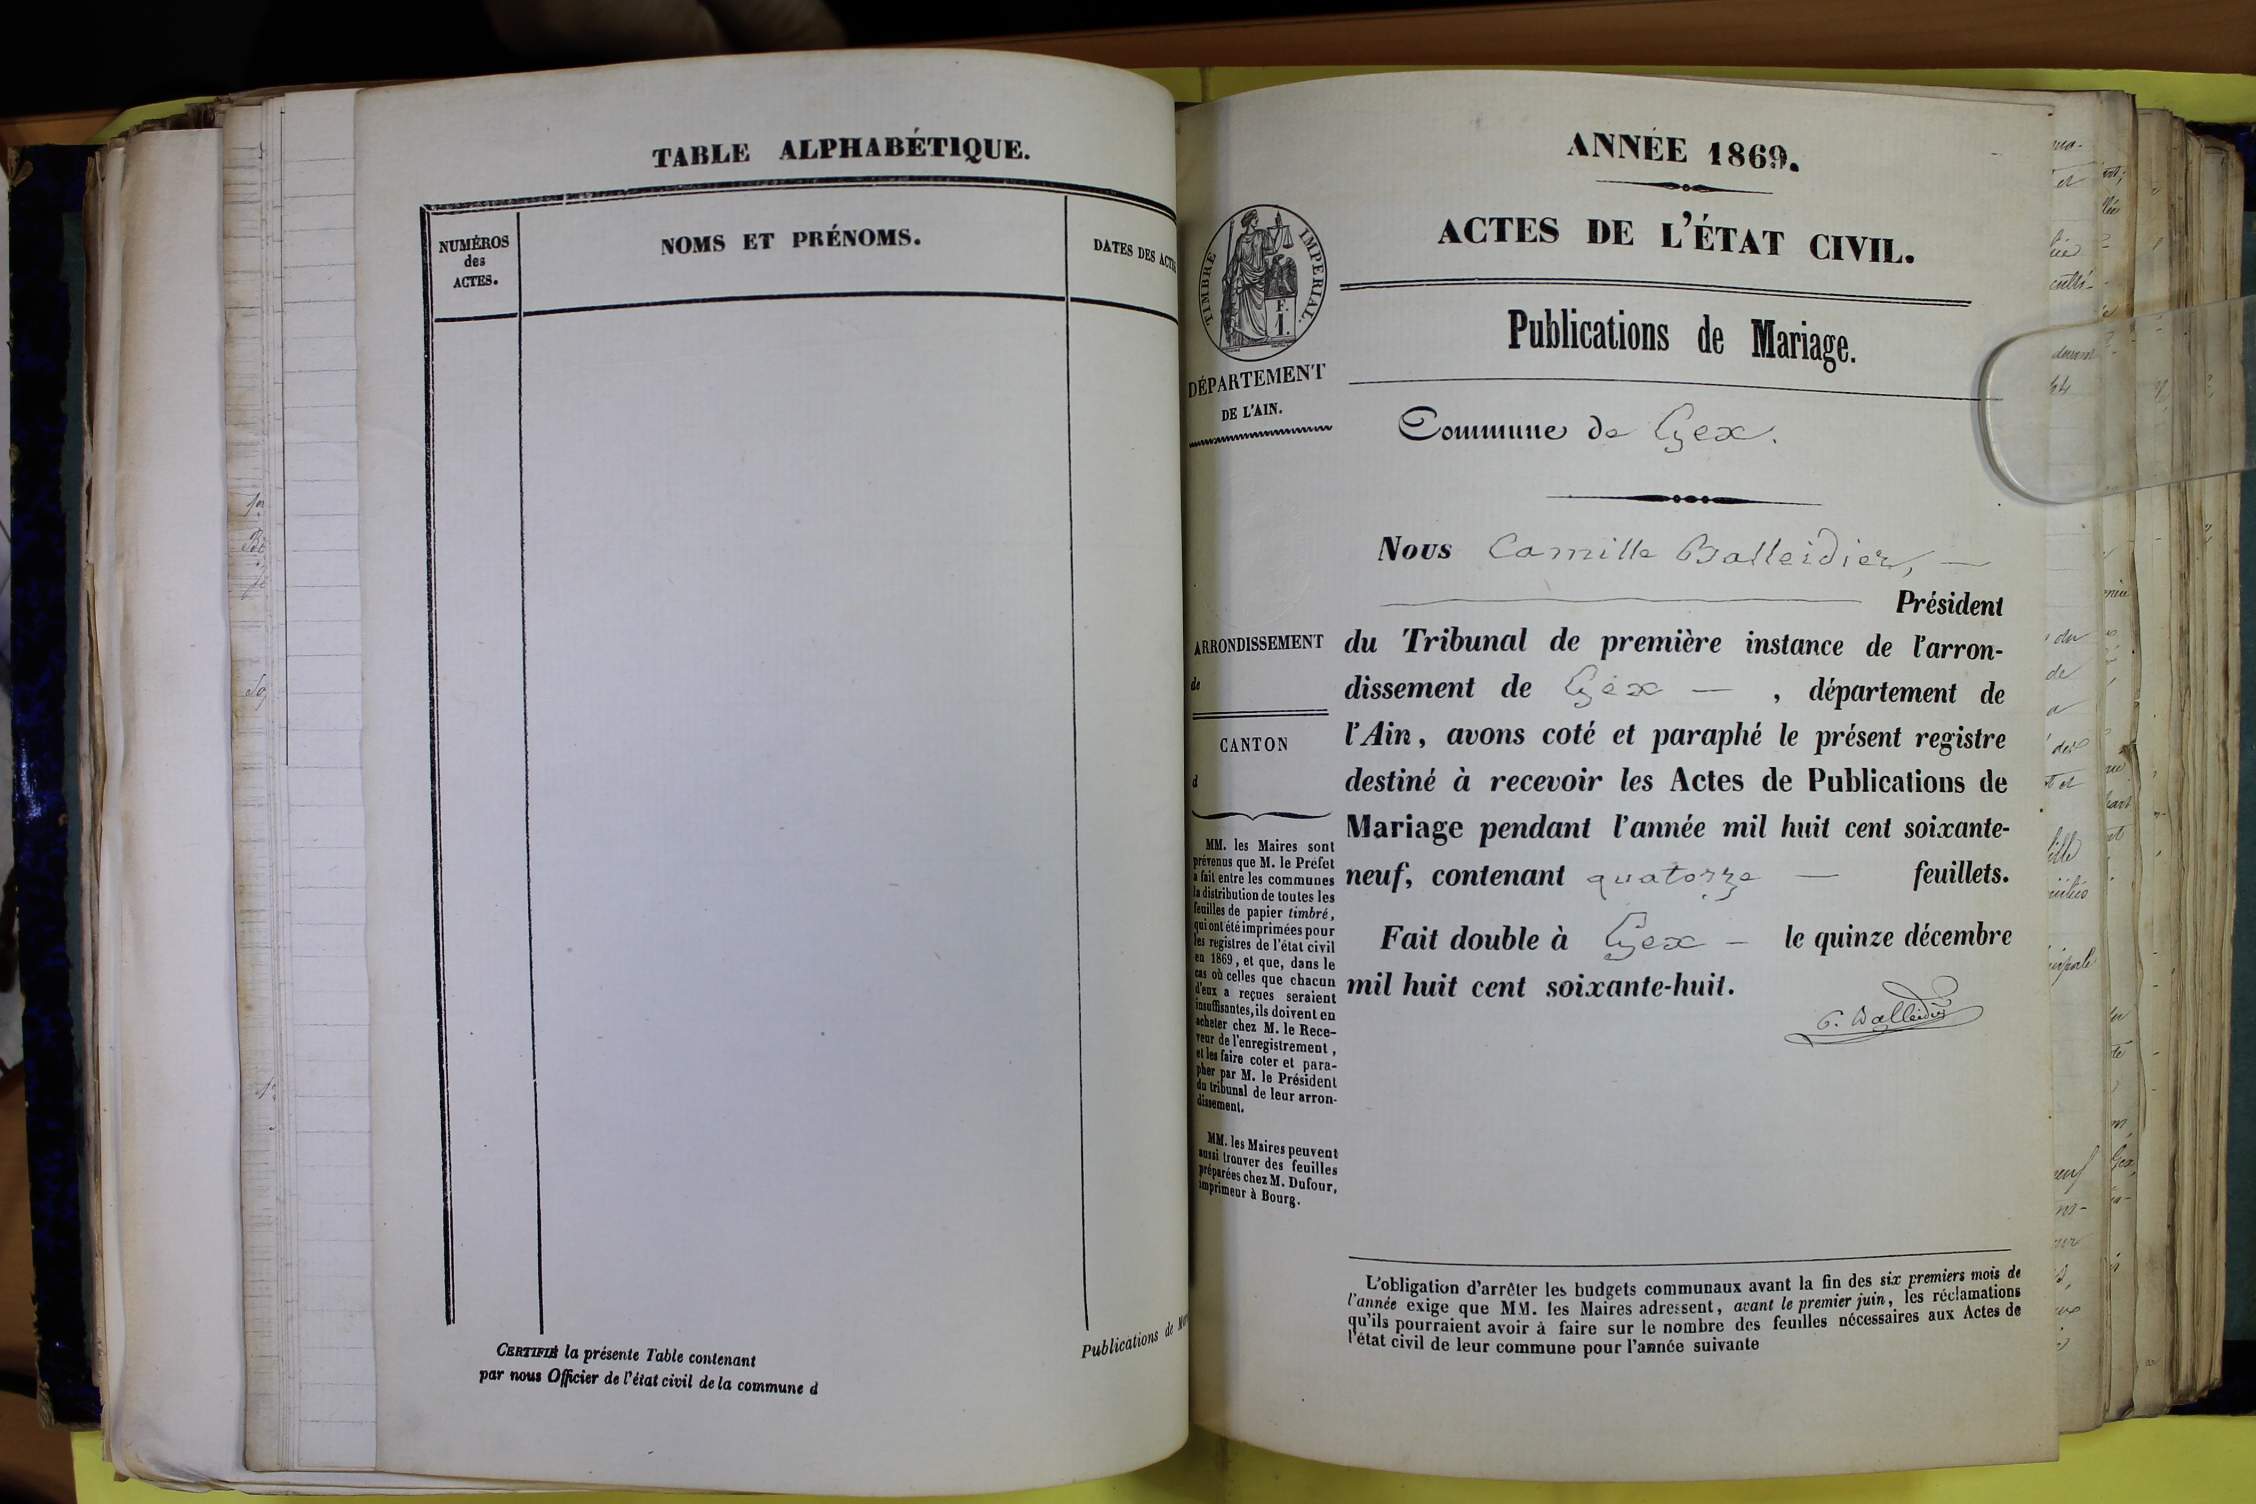 TABLE ALPHABÉTIQUE.
NUMÉROS
des
ACTES.
NOMS ET PRÉNOMS.
DATES DES ACTE
CERTIFIÉ la présente Table contenant
par nous Officier de l'état civil de la commune d
Publications de Mar
ANNÉE 1869.
ACTES DE L'ÉTAT CIVIL.
Publications de Mariage.
TIMBRE IMPERIAL.
F.
1.
DÉPARTEMENT
DE L'AIN.
Commune de Gex.
Nous Camille Balleidier, —
Président
du Tribunal de première instance de l'arron-
dissement de Gex — , département de
l'Ain, avons coté et paraphé le présent registre
destiné à recevoir les Actes de Publications de
Mariage pendant l'année mil huit cent soixante-
neuf, contenant quatorze — feuillets.
Fait double à Gex — le quinze décembre
mil huit cent soixante-huit.
C. Balleidier
ARRONDISSEMENT
de
CANTON
d
MM. les Maires sont
prévenus que M. le Préfet
a fait entre les communes
la distribution de toutes les
feuilles de papier timbré,
qui ont été imprimées pour
les registres de l'état civil
en 1869, et que, dans le
cas où celles que chacun
d'eux a reçues seraient
insuffisantes, ils doivent en
acheter chez M. le Rece-
veur de l'enregistrement,
et les faire coter et para-
pher par M. le Président
du tribunal de leur arron-
dissement.
MM. les Maires peuvent
aussi trouver des feuilles
préparées chez M. Dufour,
imprimeur à Bourg.
L'obligation d'arrêter les budgets communaux avant la fin des six premiers mois de
l'année exige que MM. les Maires adressent, avant le premier juin, les réclamations
qu'ils pourraient avoir à faire sur le nombre des feuilles nécessaires aux Actes de
l'état civil de leur commune pour l'année suivante